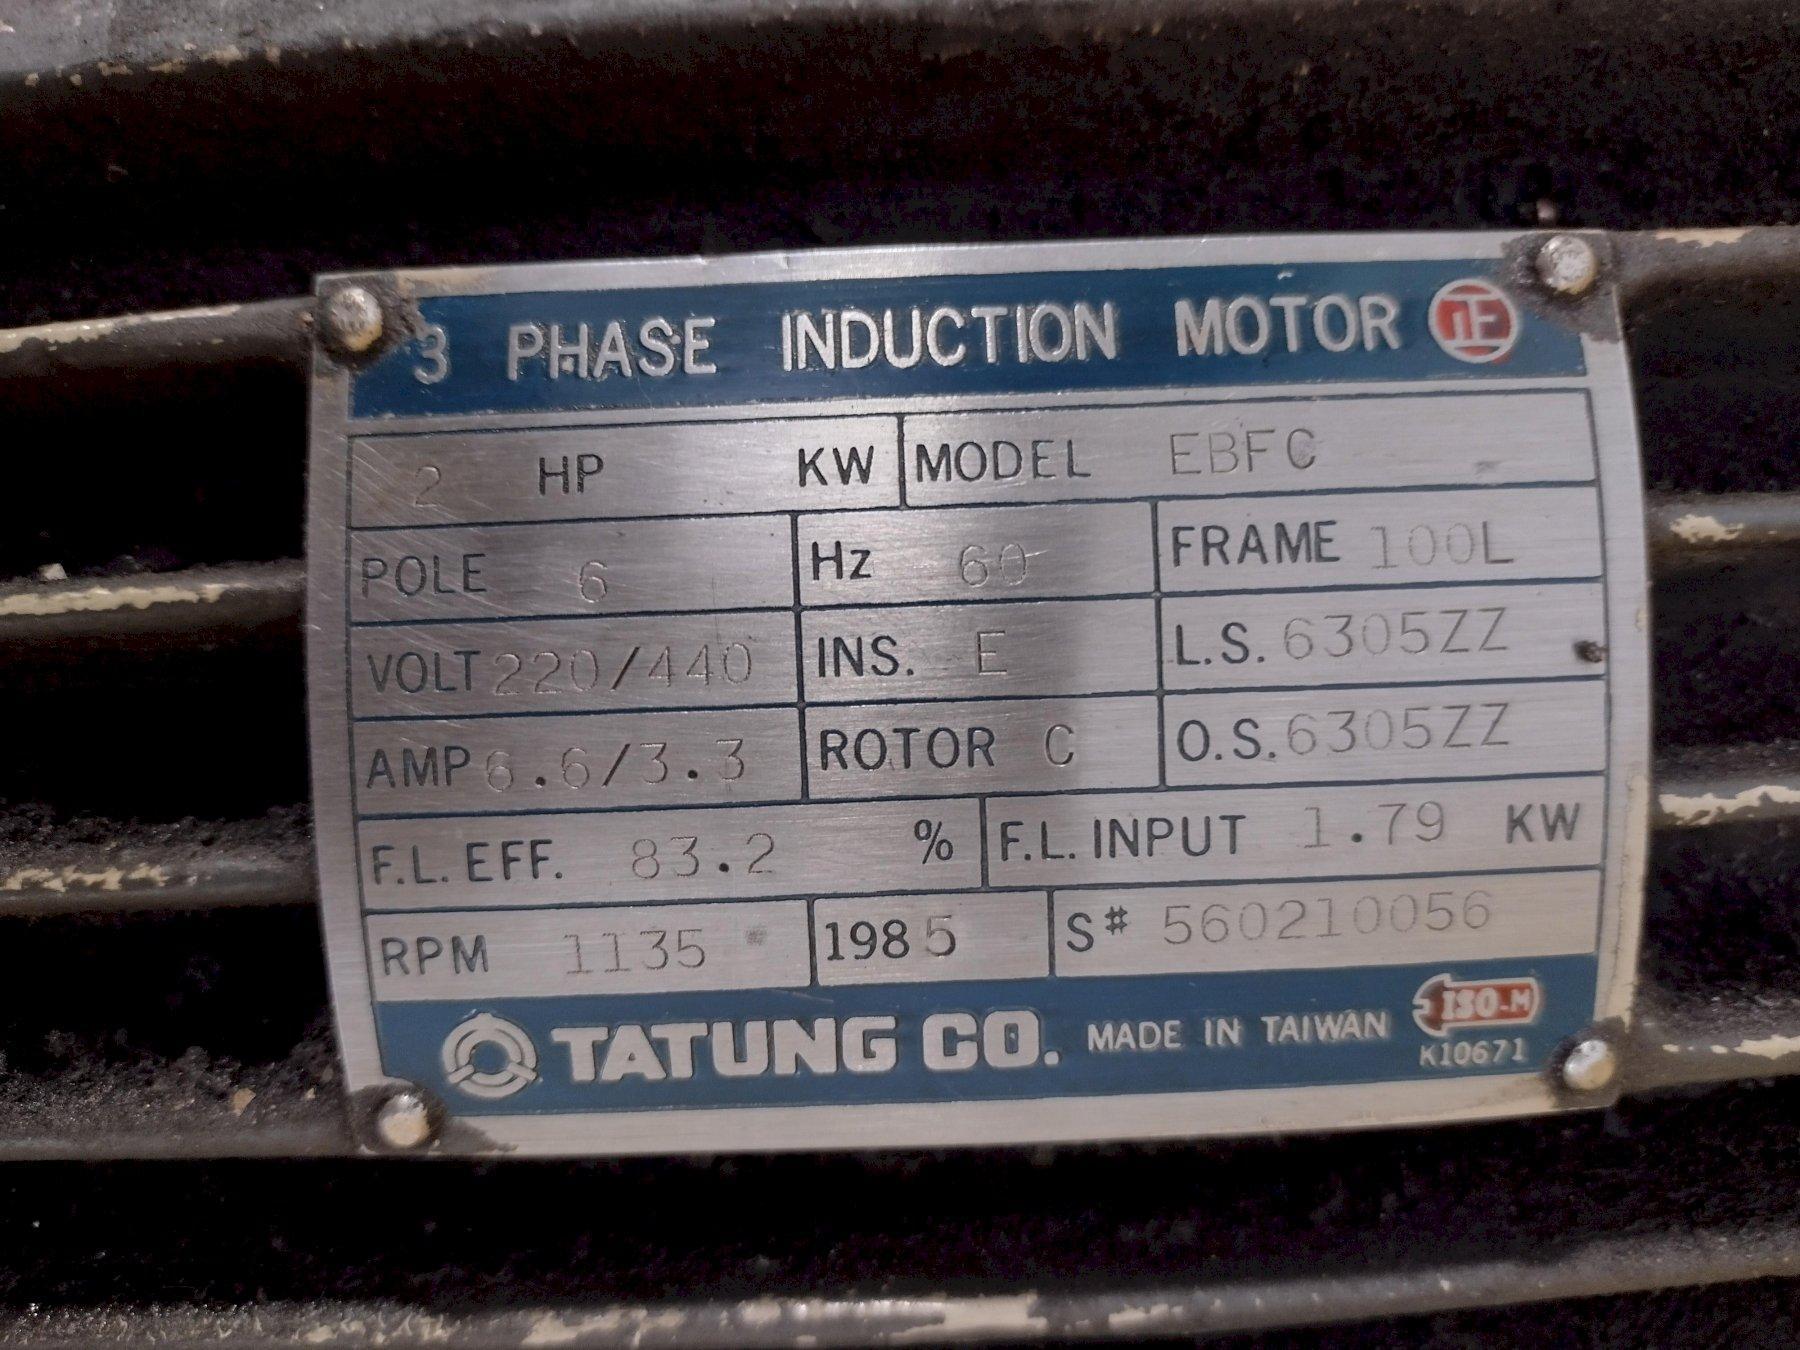 3 PHASE INDUCTION MOTOR 正
2 HP KW MODEL EBFC
POLE 6 Hz 60 FRAME 100L
VOLT 220/440 INS. E L.S. 6305ZZ
AMP 6.6/3.3 ROTOR C O.S. 6305ZZ
F.L. EFF. 83.2 % F.L. INPUT 1.79 KW
RPM 1135 1985 S# 560210056
TATUNG CO. MADE IN TAIWAN ISO-M
K10671